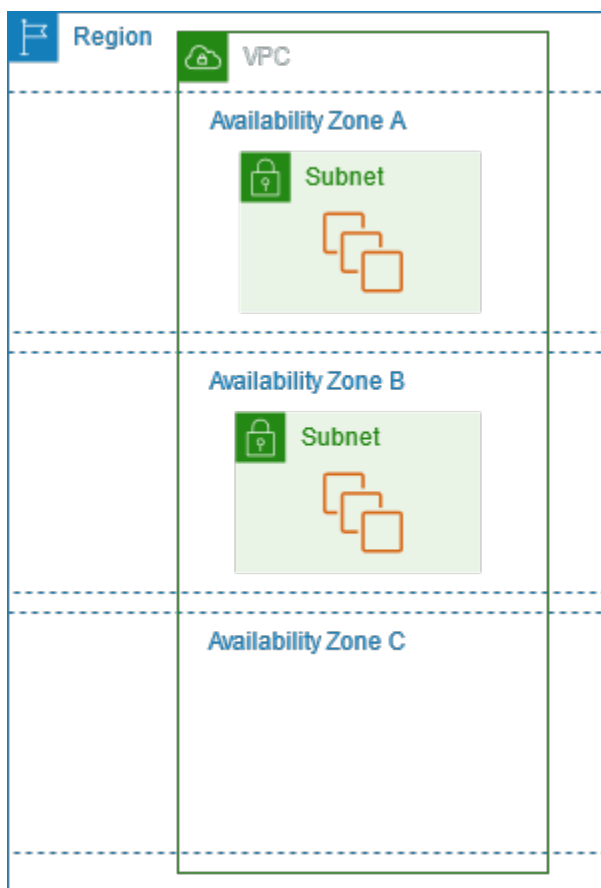 Region
VPC
Availability Zone A
Subnet
Availability Zone B
Subnet
Availability Zone C